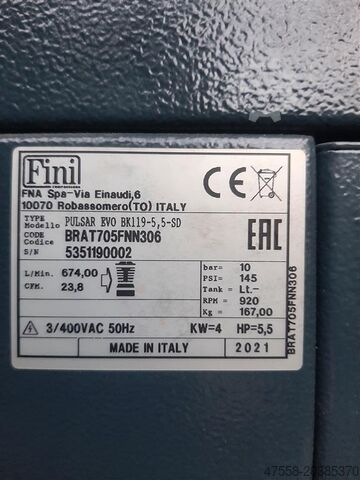 Fini
COMPRESSORS
CE
FNA Spa-Via Einaudi,6
10070 Robassomero(TO) ITALY
TYPE
Modello PULSAR EVO BK119-5,5-SD
CODE
Codice BRAT705FNN306
S/N 5351190002
EAC
L/Min. 674,00
CFM. 23,8
bar= 10
PSI= 145
Tank = Lt.-
RPM = 920
Kg = 167,00
3/400VAC 50Hz KW=4 HP=5,5
MADE IN ITALY 2021
BRAT705FNN306
47558-20385370